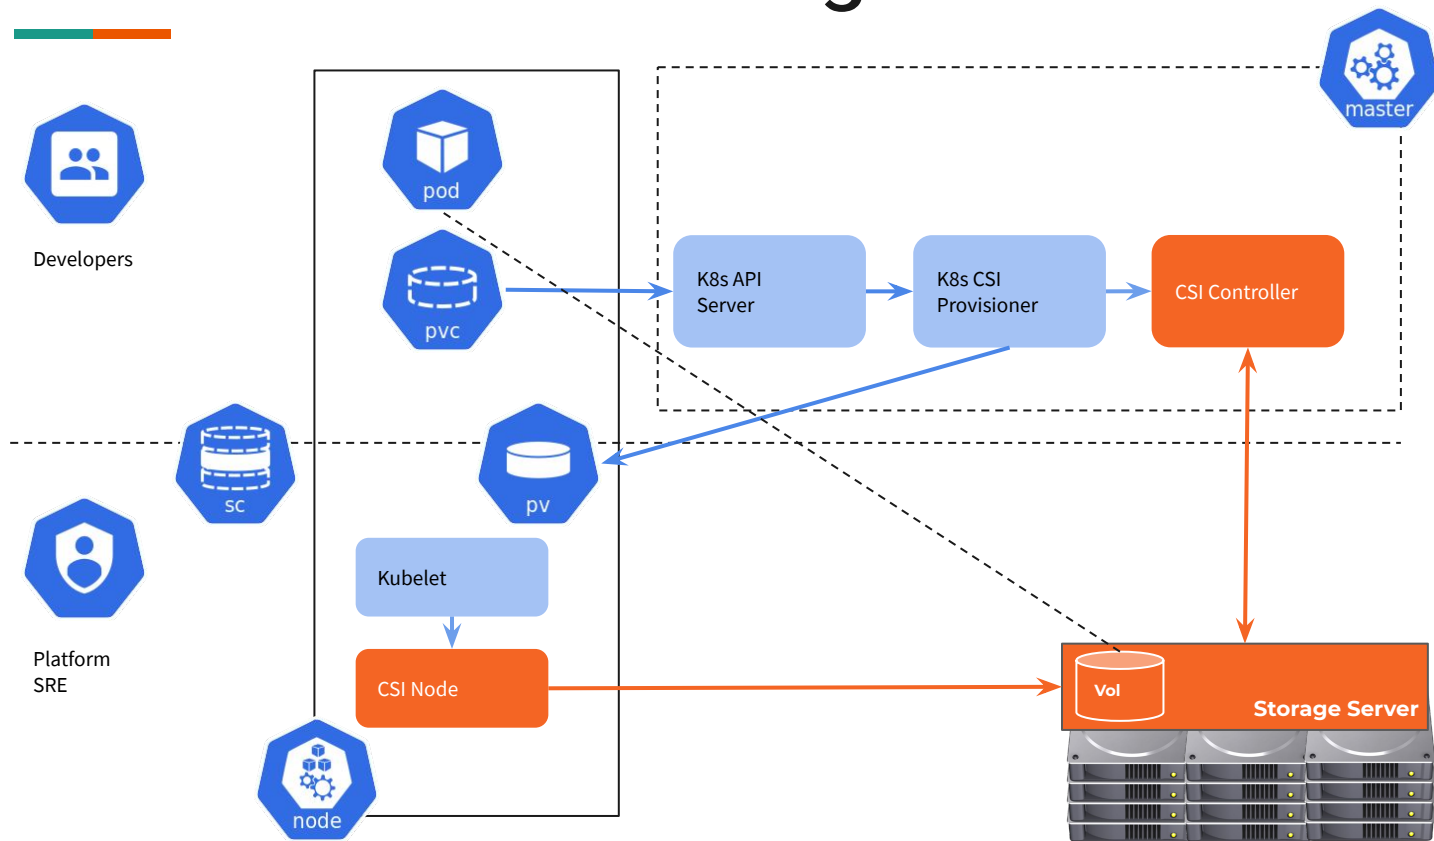 master
pod
Developers
K8s API
Server
K8s CSI
Provisioner
CSI Controller
pvc
sc
pv
Kubelet
Platform
SRE
CSI Node
Vol
Storage Server
node